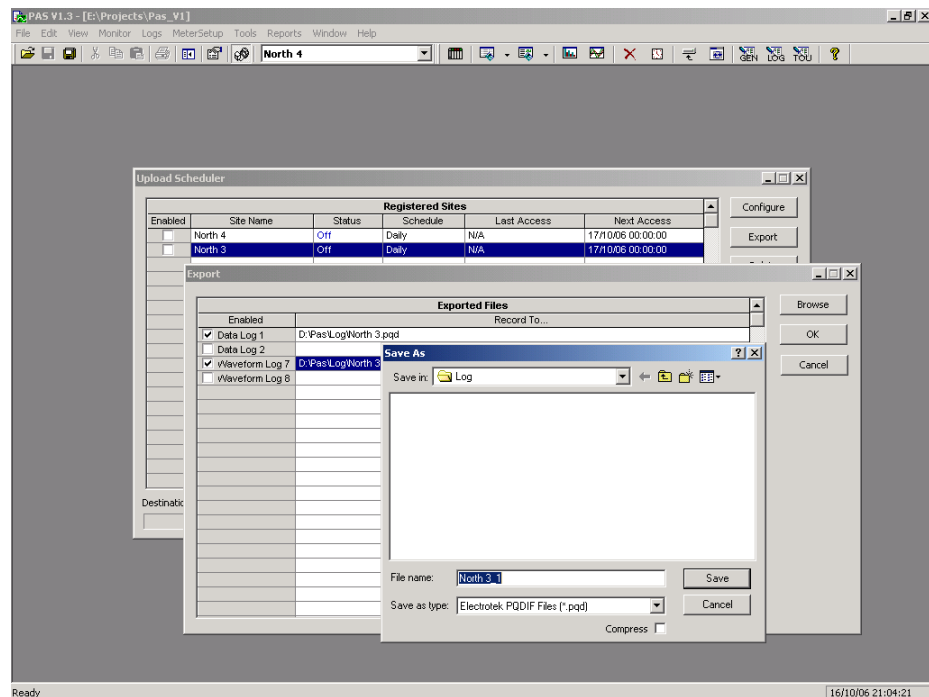 PAS V1.3 - [E:\Projects\Pas_V1]
File Edit View Monitor Logs MeterSetup Tools Reports Window Help
North 4
GEN LOG TOU
Upload Scheduler
Registered Sites
Enabled Site Name Status Schedule Last Access Next Access
North 4 Off Daily N/A 17/10/06 00:00:00
North 3 Off Daily N/A 17/10/06 00:00:00
Configure
Export
Export
Exported Files
Enabled Record To...
Data Log 1 D:\Pas\Log\North 3.pqd
Data Log 2
Waveform Log 7 D:\Pas\Log\North 3
Waveform Log 8
Browse
OK
Cancel
Destinatio
Save As
Save in: Log
File name: North 3_1
Save
Save as type: Electrotek PQDIF Files (*.pqd)
Cancel
Compress
Ready 16/10/06 21:04:21